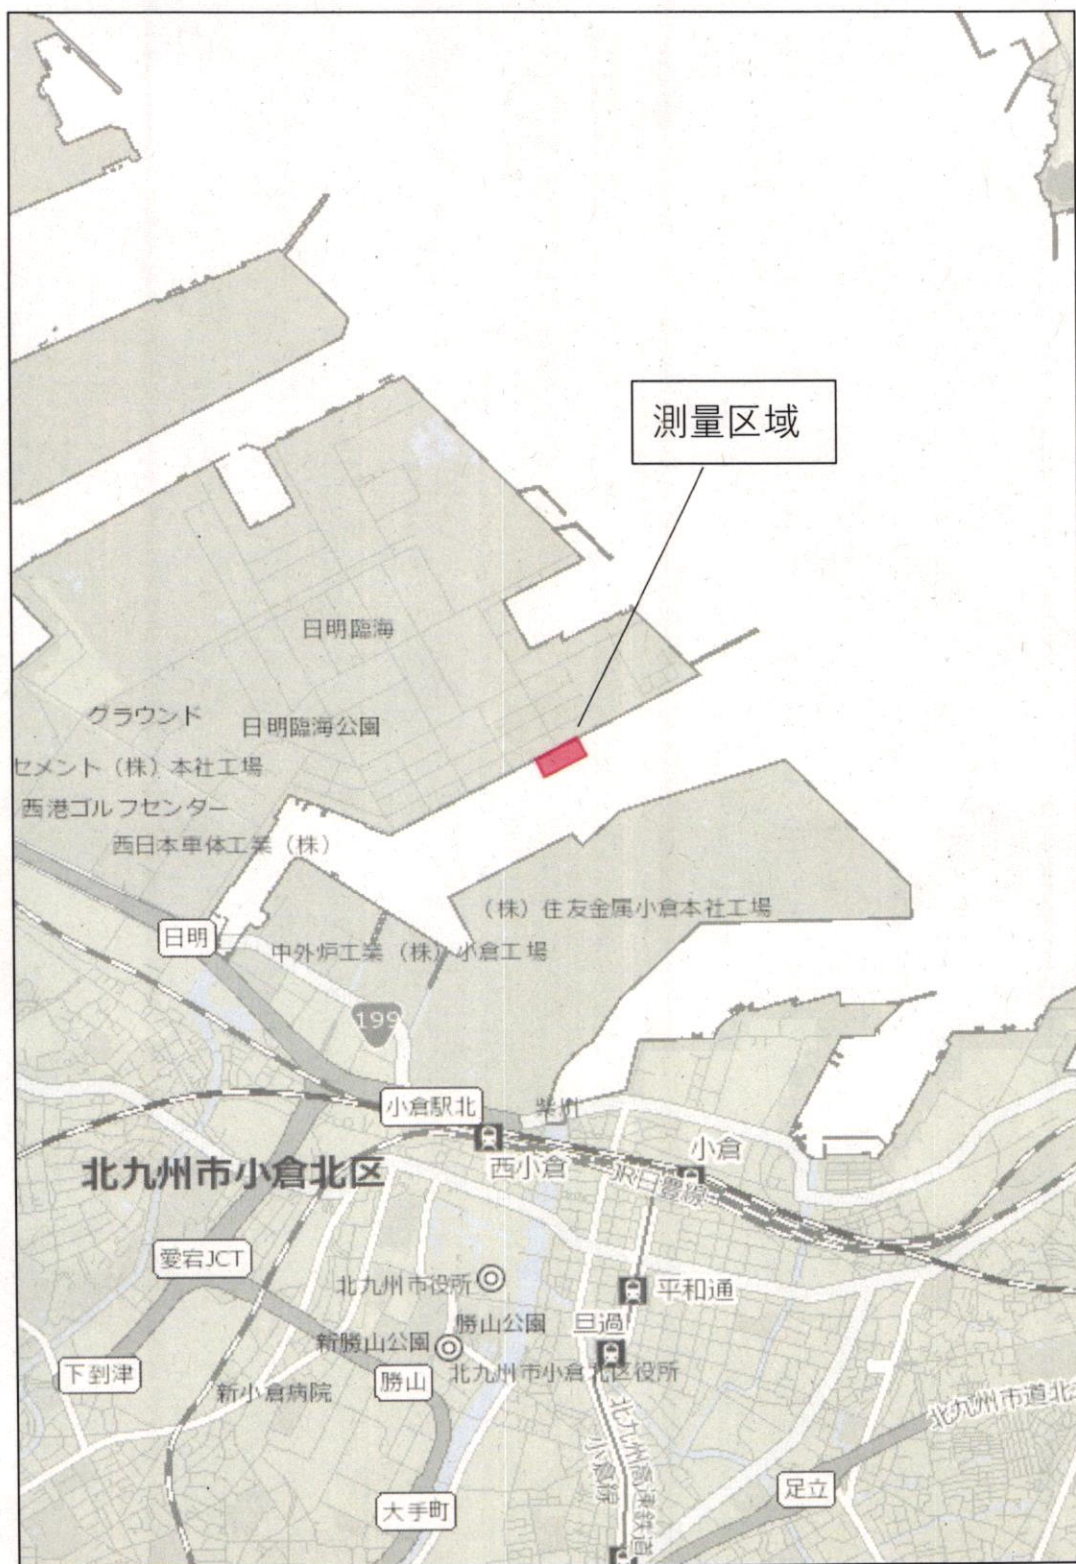 測量区域
日明臨海
グラウンド
日明臨海公園
セメント（株）本社工場
西港ゴルフセンター
西日本車体工業（株）
（株）住友金属小倉本社工場
日明
中外炉工業（株）小倉工場
199
小倉駅北
紫川
小倉
西小倉
JR日豊線
北九州市小倉北区
愛宕JCT
北九州市役所
平和通
勝山公園
旦過
新勝山公園
北九州市小倉北区役所
下到津
勝山
新小倉病院
北九州市道北
北九州高速鉄道
小倉線
足立
大手町